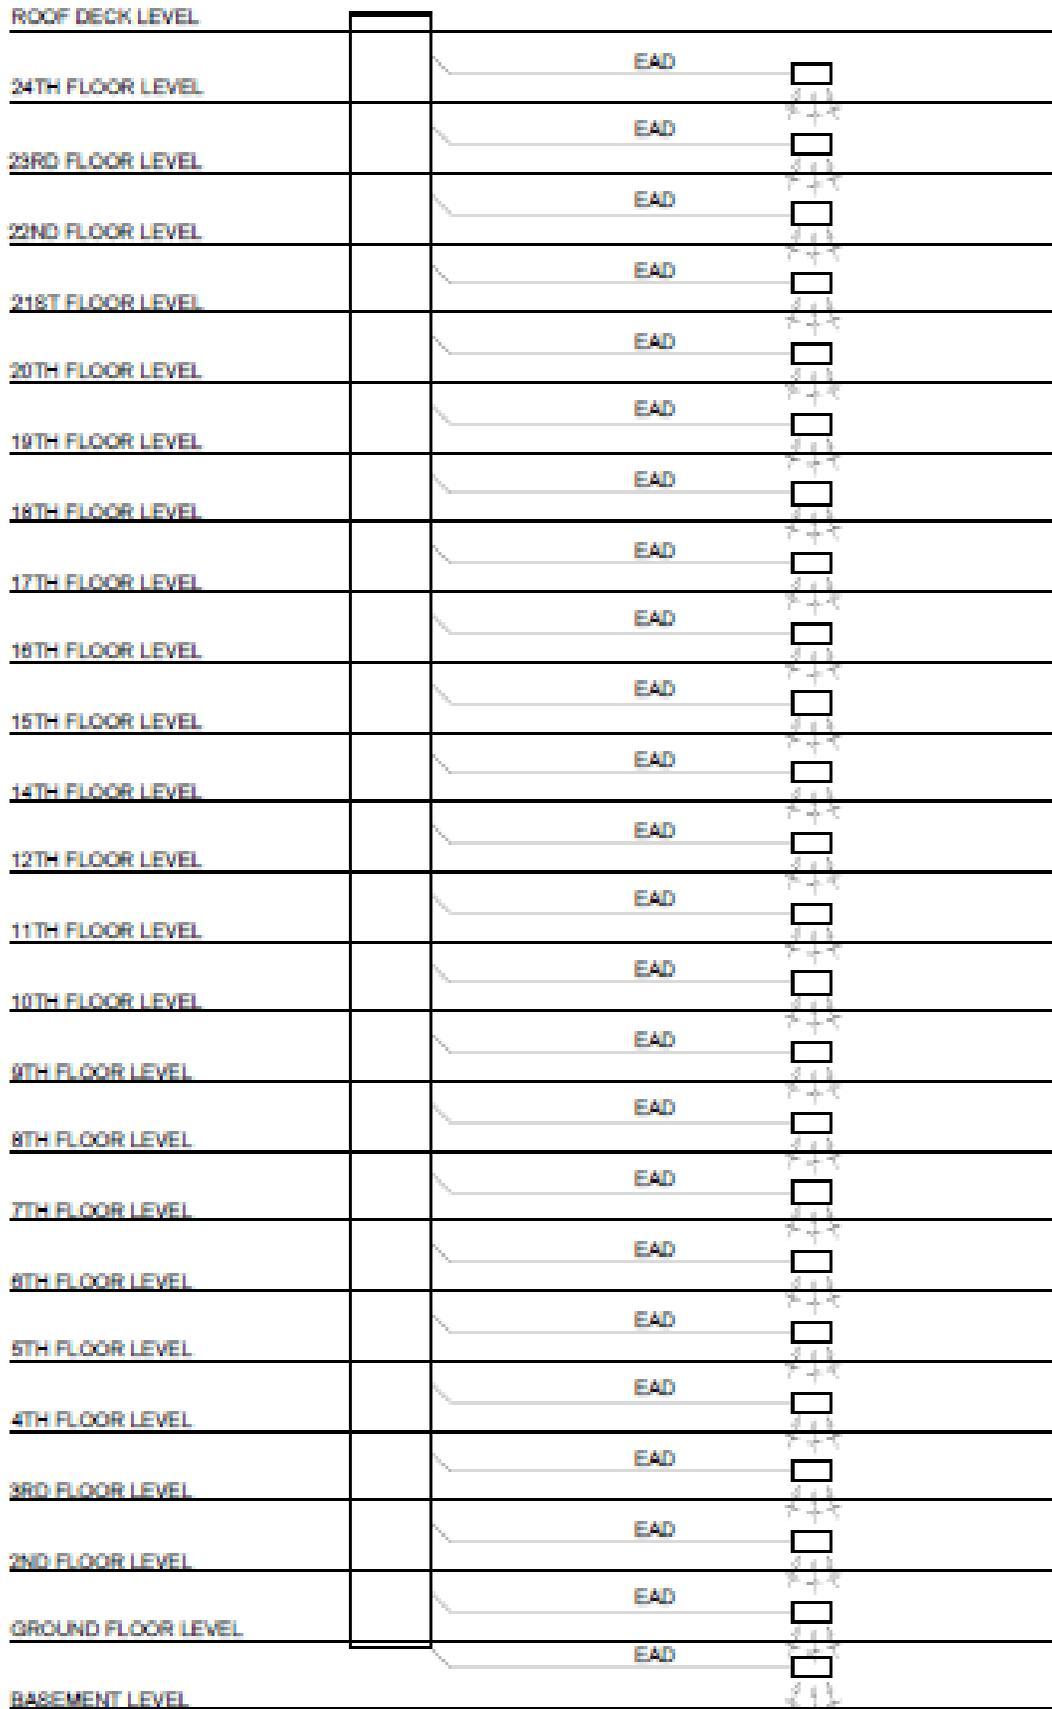 ROOF DECK LEVEL
EAD
24TH FLOOR LEVEL
EAD
23RD FLOOR LEVEL
EAD
22ND FLOOR LEVEL
EAD
21ST FLOOR LEVEL
EAD
20TH FLOOR LEVEL
EAD
19TH FLOOR LEVEL
EAD
18TH FLOOR LEVEL
EAD
17TH FLOOR LEVEL
EAD
16TH FLOOR LEVEL
EAD
15TH FLOOR LEVEL
EAD
14TH FLOOR LEVEL
EAD
12TH FLOOR LEVEL
EAD
11TH FLOOR LEVEL
EAD
10TH FLOOR LEVEL
EAD
9TH FLOOR LEVEL
EAD
8TH FLOOR LEVEL
EAD
7TH FLOOR LEVEL
EAD
6TH FLOOR LEVEL
EAD
5TH FLOOR LEVEL
EAD
4TH FLOOR LEVEL
EAD
3RD FLOOR LEVEL
EAD
2ND FLOOR LEVEL
EAD
GROUND FLOOR LEVEL
EAD
BASEMENT LEVEL